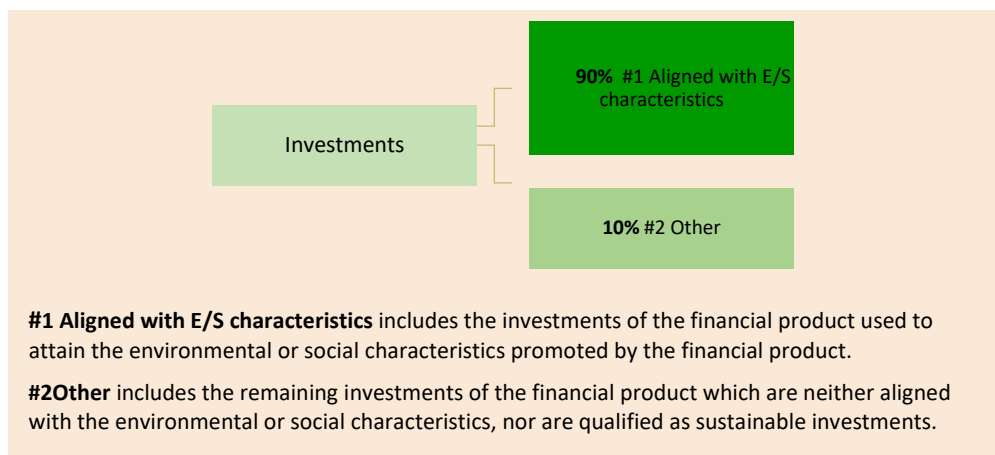 90% #1 Aligned with E/S
characteristics
Investments
10% #2 Other
#1 Aligned with E/S characteristics includes the investments of the financial product used to
attain the environmental or social characteristics promoted by the financial product.
#2Other includes the remaining investments of the financial product which are neither aligned
with the environmental or social characteristics, nor are qualified as sustainable investments.